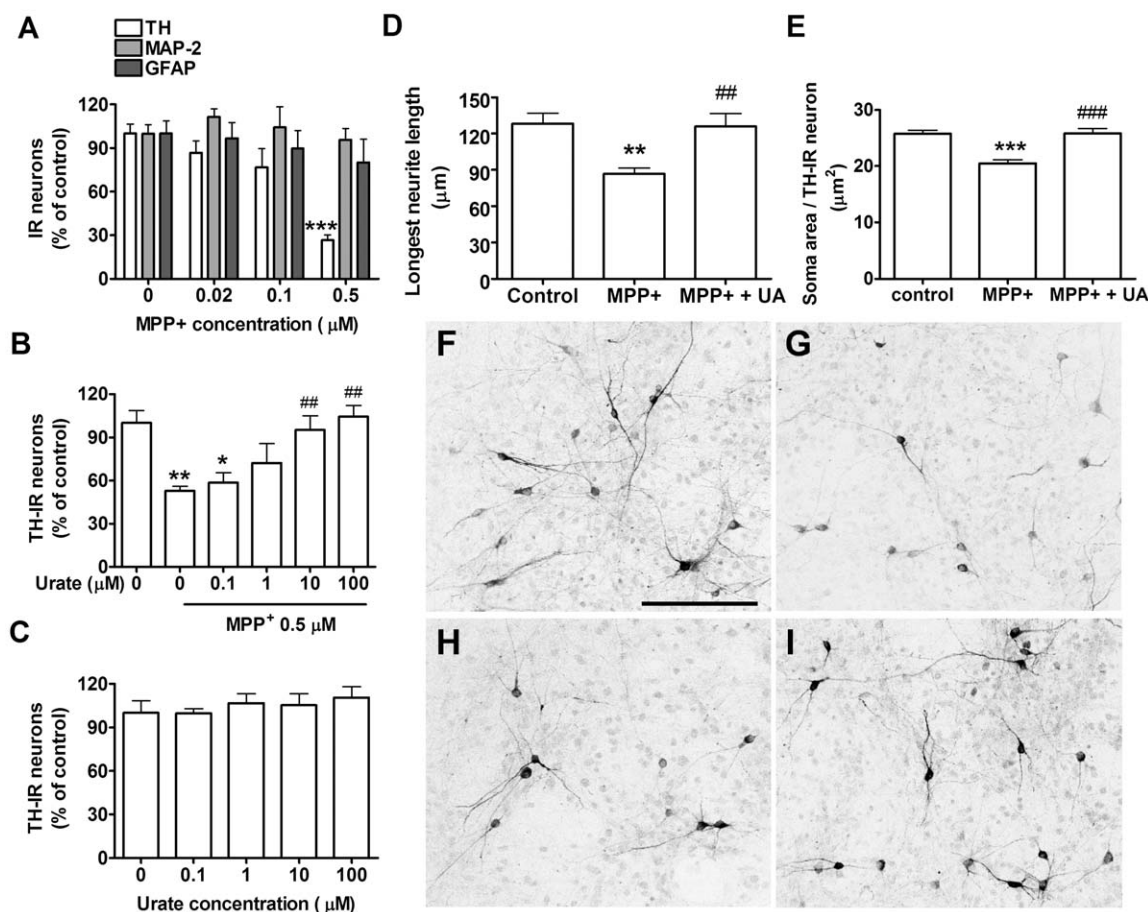 A
TH
MAP-2
GFAP
120
90
60
30
0
IR neurons
(% of control)
***
0 0.02 0.1 0.5
MPP+ concentration ( μM)
B
120
90
60
30
0
TH-IR neurons
(% of control)
** * ## ##
Urate (μM) 0 0 0.1 1 10 100
MPP+ 0.5 μM
C
120
90
60
30
0
TH-IR neurons
(% of control)
0 0.1 1 10 100
Urate concentration ( μM)
D
150
120
90
60
30
0
Longest neurite length
(μm)
** ##
Control MPP+ MPP+ + UA
E
30
20
10
0
Soma area / TH-IR neuron
(μm²)
*** ###
control MPP+ MPP+ + UA
F
G
H
I